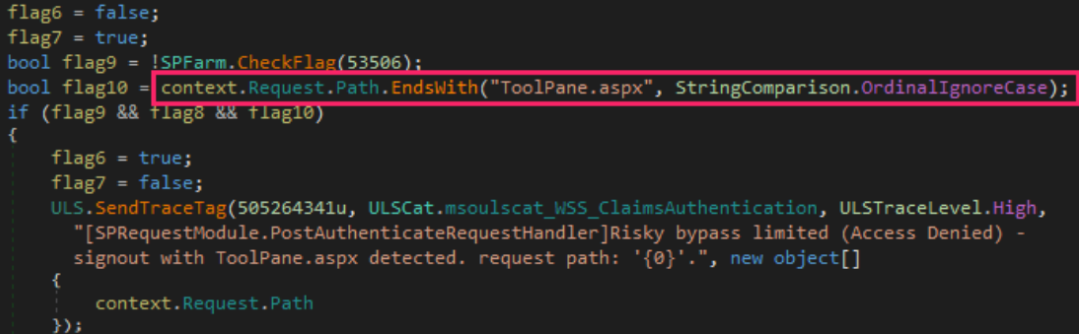 flag6 = false;
flag7 = true;
bool flag9 = !SPFarm.CheckFlag(53506);
bool flag10 = context.Request.Path.EndsWith("ToolPane.aspx", StringComparison.OrdinalIgnoreCase);
if (flag9 && flag8 && flag10)
{
flag6 = true;
flag7 = false;
ULS.SendTraceTag(505264341u, ULSCat.msoulscat_WSS_ClaimsAuthentication, ULSTraceLevel.High,
"[SPRequestModule.PostAuthenticateRequestHandler]Risky bypass limited (Access Denied) -
signout with ToolPane.aspx detected. request path: '{0}'.", new object[]
{
context.Request.Path
});